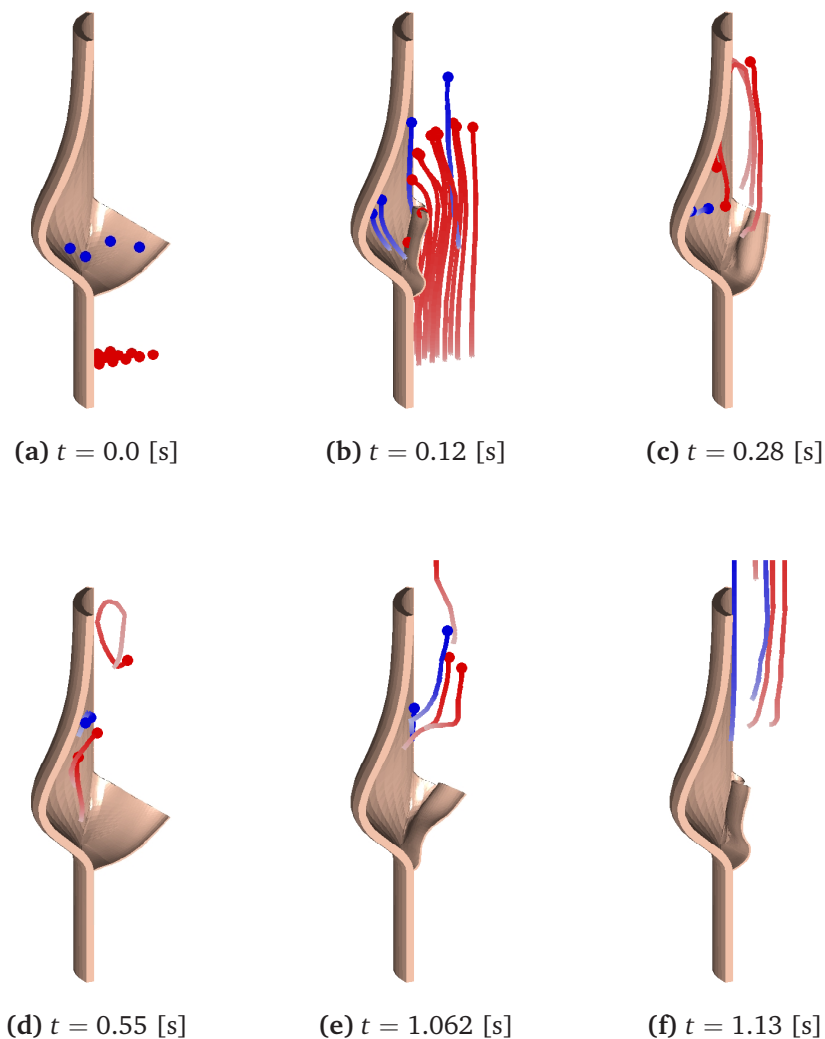 (a) t = 0.0 [s]
(b) t = 0.12 [s]
(c) t = 0.28 [s]
(d) t = 0.55 [s]
(e) t = 1.062 [s]
(f) t = 1.13 [s]